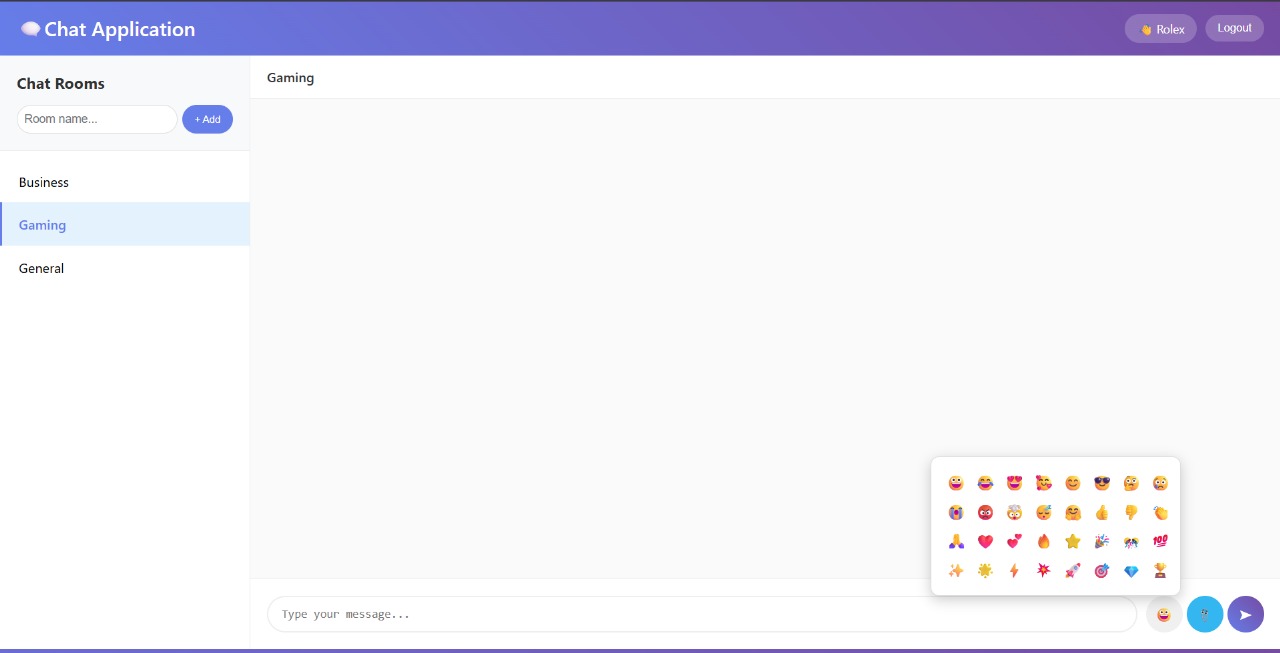 Chat Application
Rolex
Logout
Chat Rooms
Room name...
+ Add
Business
Gaming
General
Gaming
💯
Type your message...